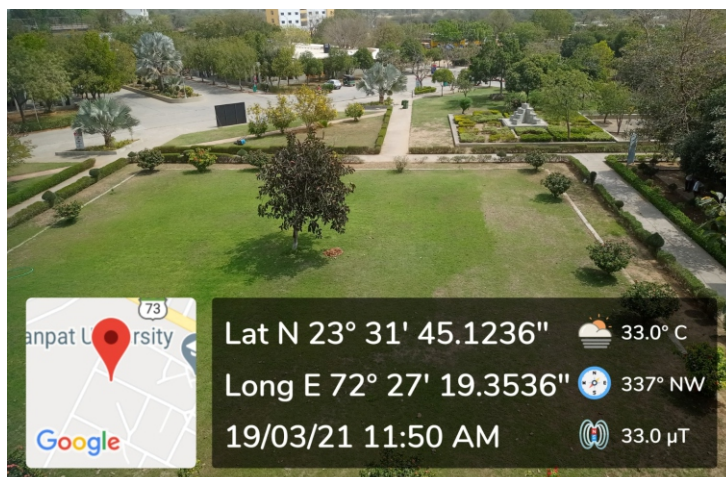 73
anpat U ersity
Google
Lat N 23° 31' 45.1236" 33.0° C
Long E 72° 27' 19.3536" 337° NW
19/03/21 11:50 AM 33.0 µT